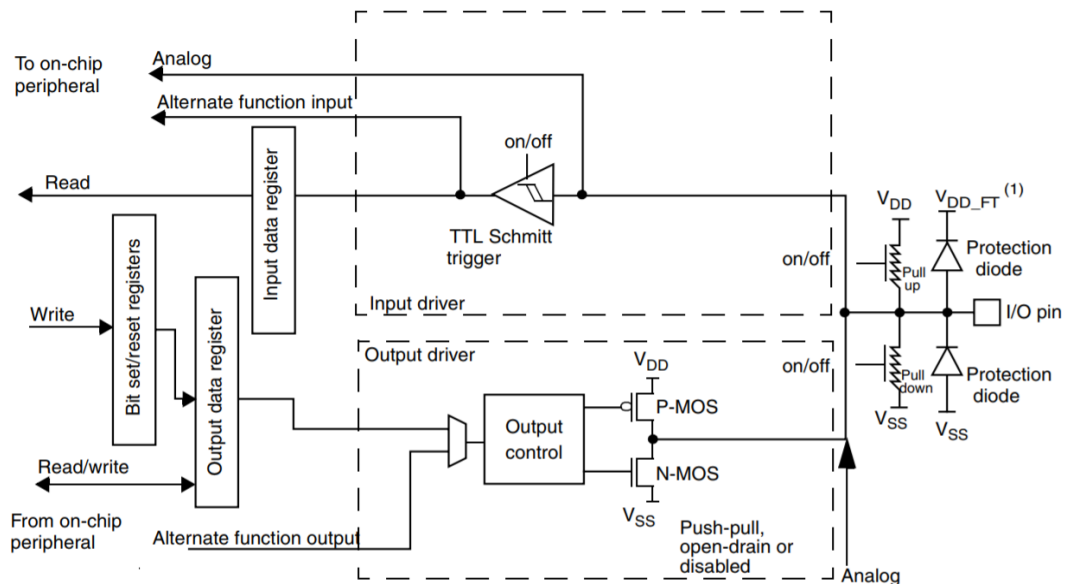 To on-chip
peripheral
Analog
Alternate function input
on/off
Read
Input data register
TTL Schmitt
trigger
Input driver
Bit set/reset registers
Write
Output data register
Read/write
From on-chip
peripheral
Alternate function output
Output driver
VDD
Output
control
P-MOS
N-MOS
VSS
Push-pull,
open-drain or
disabled
on/off
VDD
Pull
up
VDD_FT (1)
Protection
diode
I/O pin
on/off
Pull
down
VSS
Protection
diode
VSS
Analog